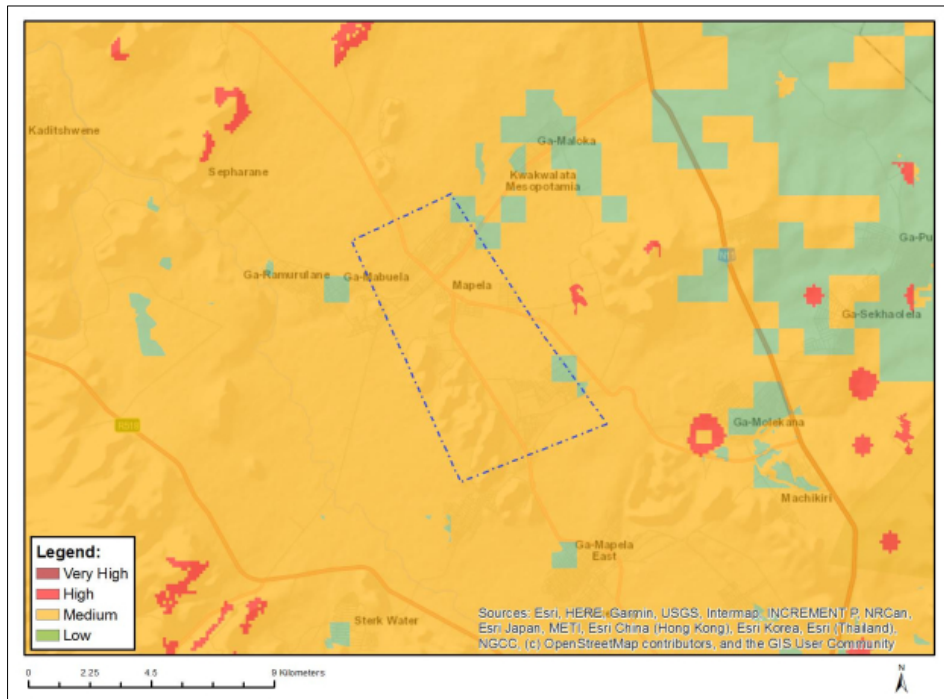 Kaditshwene
Sepharane
Ga-Maloka
Kwakwalata
Mesopotamia
Ga-Pu
Ga-Ramurulane
Ga-Mabuela
Mapela
N11
Ga-Sekhaolela
R518
Ga-Molekana
Machikiri
Ga-Mapela
East
Sterk Water
Legend:
Very High
High
Medium
Low
Sources: Esri, HERE, Garmin, USGS, Intermap, INCREMENT P, NRCan,
Esri Japan, METI, Esri China (Hong Kong), Esri Korea, Esri (Thailand),
NGCC, (c) OpenStreetMap contributors, and the GIS User Community
0 2.25 4.5 9 Kilometers
N